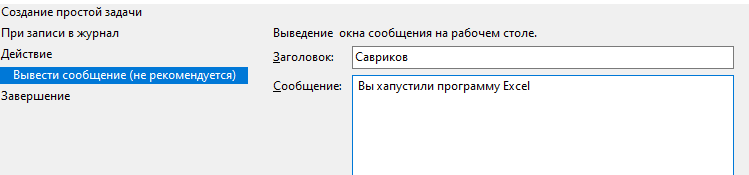 Создание простой задачи
При записи в журнал
Выведение окна сообщения на рабочем столе.
Действие
Заголовок: Савриков
Вывести сообщение (не рекомендуется)
Сообщение: Вы хапустили программу Excel
Завершение